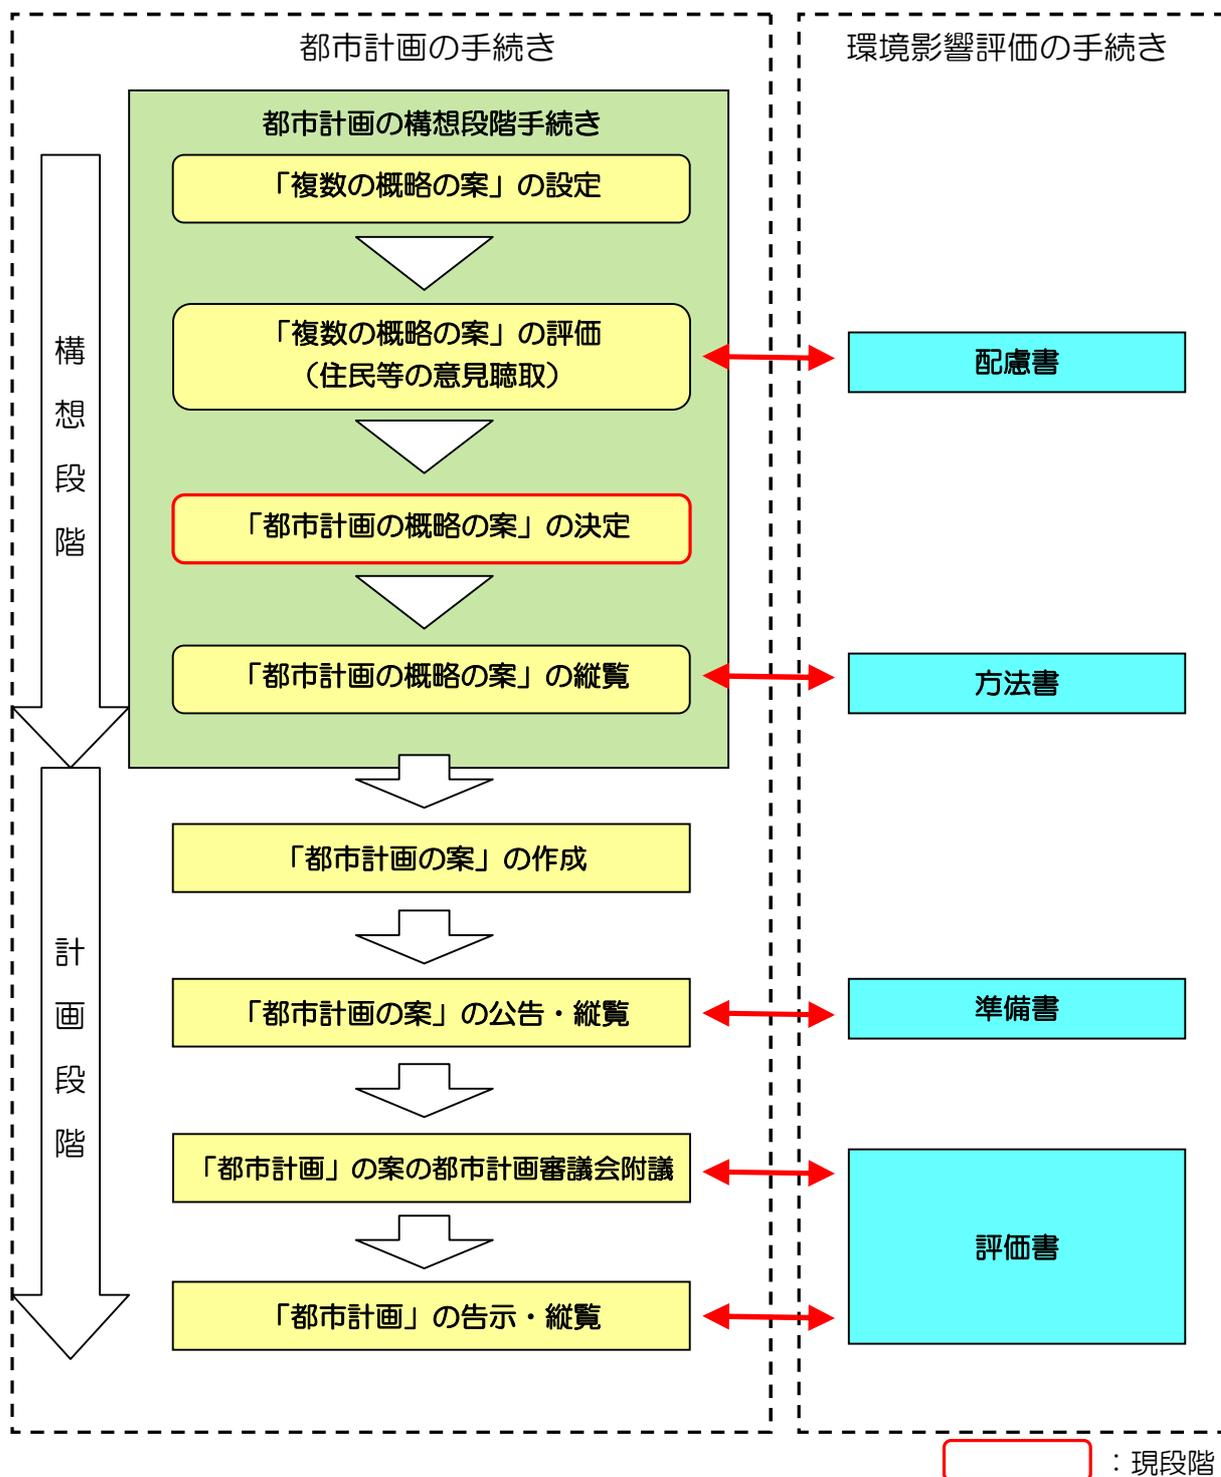 都市計画の手続き
都市計画の構想段階手続き
「複数の概略の案」の設定
「複数の概略の案」の評価
（住民等の意見聴取）
「都市計画の概略の案」の決定
「都市計画の概略の案」の縦覧
構想段階
「都市計画の案」の作成
「都市計画の案」の公告・縦覧
「都市計画」の案の都市計画審議会附議
「都市計画」の告示・縦覧
計画段階
環境影響評価の手続き
配慮書
方法書
準備書
評価書
：現段階